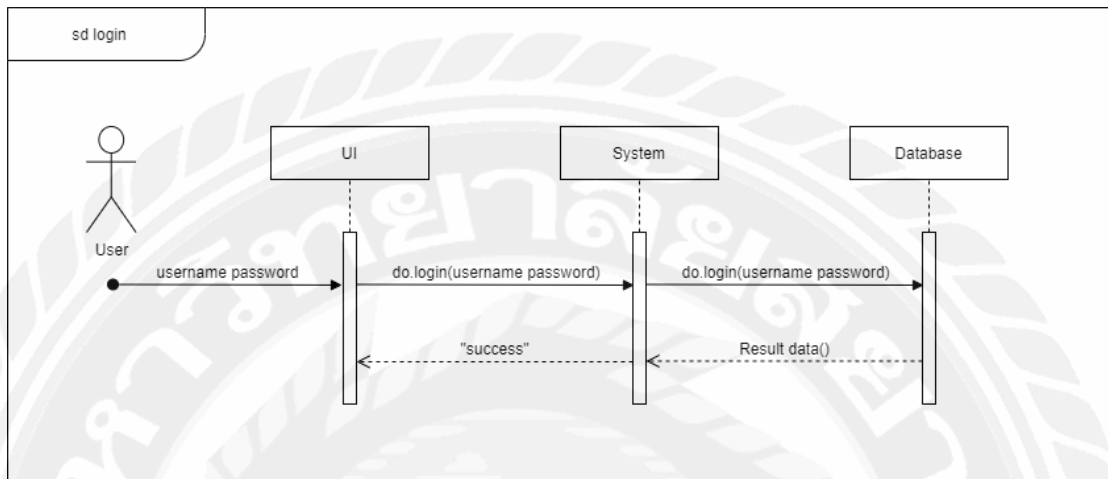 sd login
UI
System
Database
User
username password
do.login(username password)
do.login(username password)
"success"
Result data()